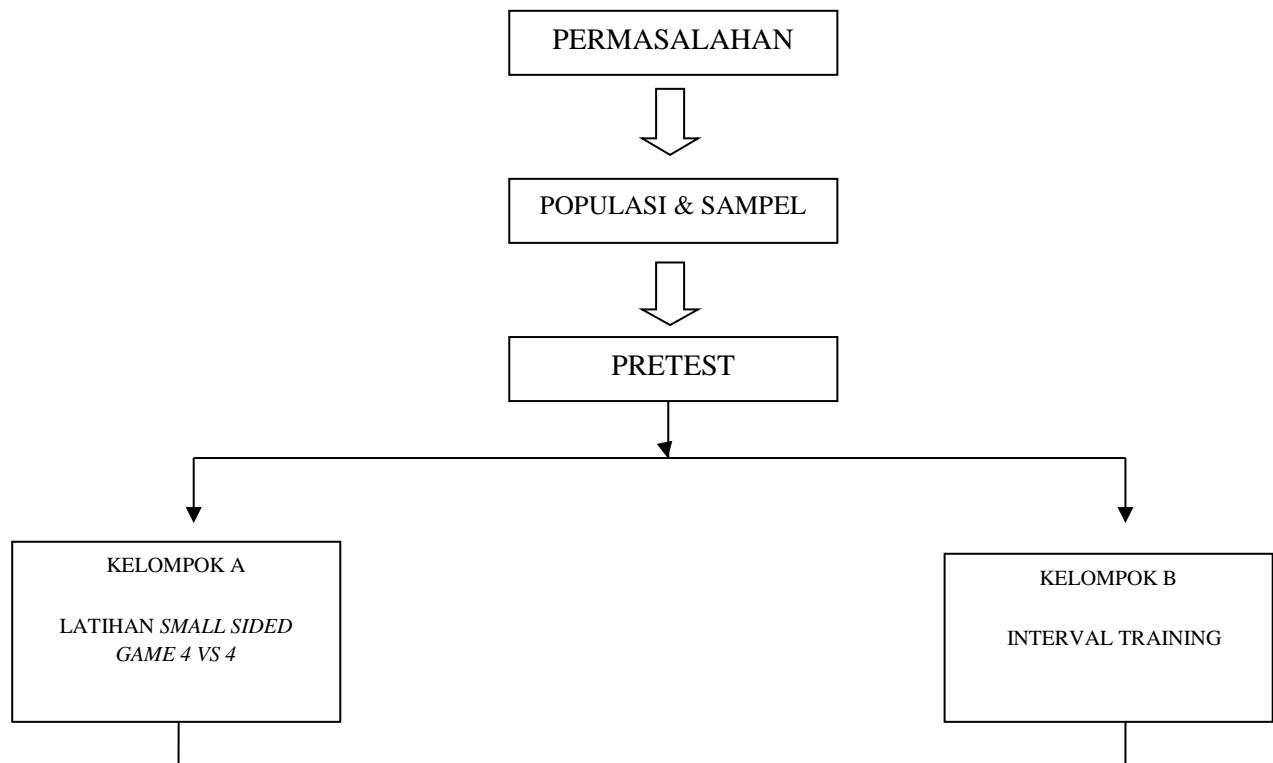 PERMASALAHAN
POPULASI & SAMPEL
PRETEST
KELOMPOK A
LATIHAN SMALL SIDED
GAME 4 VS 4
KELOMPOK B
INTERVAL TRAINING